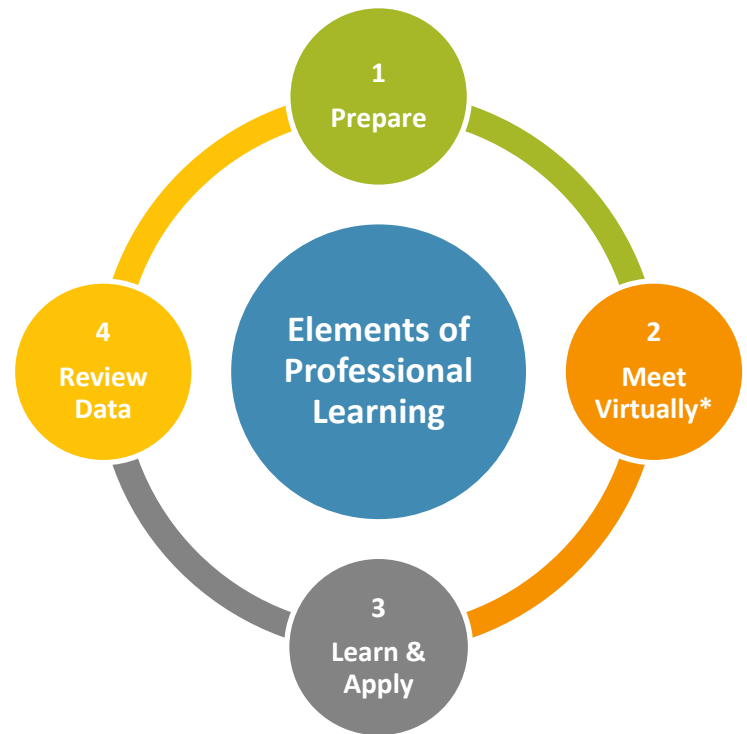 1
Prepare
Elements of
Professional
Learning
2
Meet
Virtually*
3
Learn &
Apply
4
Review
Data